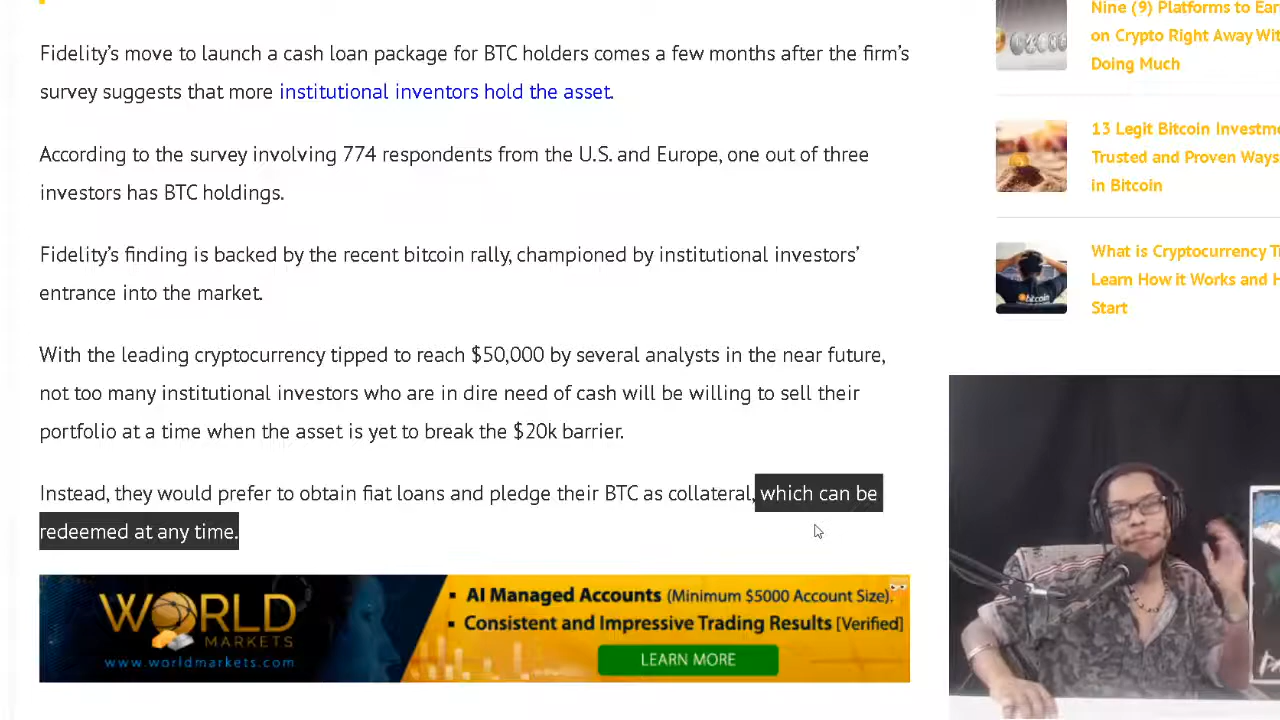 Fidelity's move to launch a cash loan package for BTC holders comes a few months after the firm's
survey suggests that more institutional inventors hold the asset.
According to the survey involving 774 respondents from the U.S. and Europe, one out of three
investors has BTC holdings.
Fidelity's finding is backed by the recent bitcoin rally, championed by institutional investors'
entrance into the market.
With the leading cryptocurrency tipped to reach $50,000 by several analysts in the near future,
not too many institutional investors who are in dire need of cash will be willing to sell their
portfolio at a time when the asset is yet to break the $20k barrier.
Instead, they would prefer to obtain fiat loans and pledge their BTC as collateral, which can be
redeemed at any time.
WORLD
MARKETS
www.worldmarkets.com
▪ AI Managed Accounts (Minimum $5000 Account Size).
▪ Consistent and Impressive Trading Results [Verified]
LEARN MORE
Nine (9) Platforms to Ear
on Crypto Right Away Wit
Doing Much
13 Legit Bitcoin Investme
Trusted and Proven Ways
in Bitcoin
What is Cryptocurrency T
Learn How it Works and H
Start
bitcoin